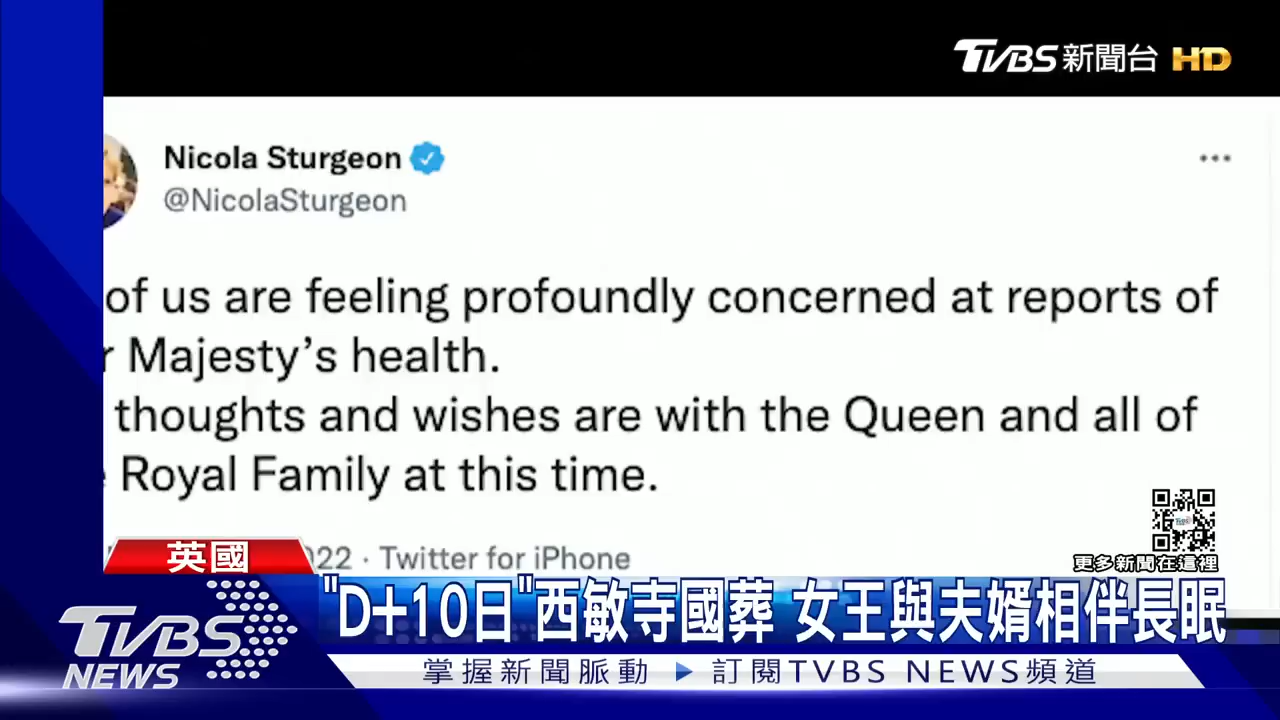 TVBS新聞台 HD
Nicola Sturgeon
@NicolaSturgeon
of us are feeling profoundly concerned at reports of
r Majesty's health.
thoughts and wishes are with the Queen and all of
e Royal Family at this time.
022 · Twitter for iPhone
更多新聞在這裡
英國
"D+10日"西敏寺國葬 女王與夫婿相伴長眠
TVBS NEWS
掌握新聞脈動 ▶ 訂閱TVBS NEWS頻道